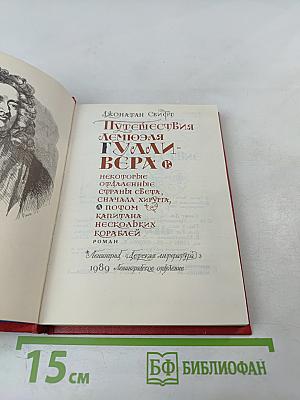 Джонатан Свифт
Путешествия
Лемюэля
Гулли-
вера в
некоторые
отдаленные
страны света,
сначала хирурга,
а потом
капитана
нескольких
кораблей
роман
Ленинград «Детская литература»
1989 Ленинградское отделение
15 см
БФ БИБЛИОФАН